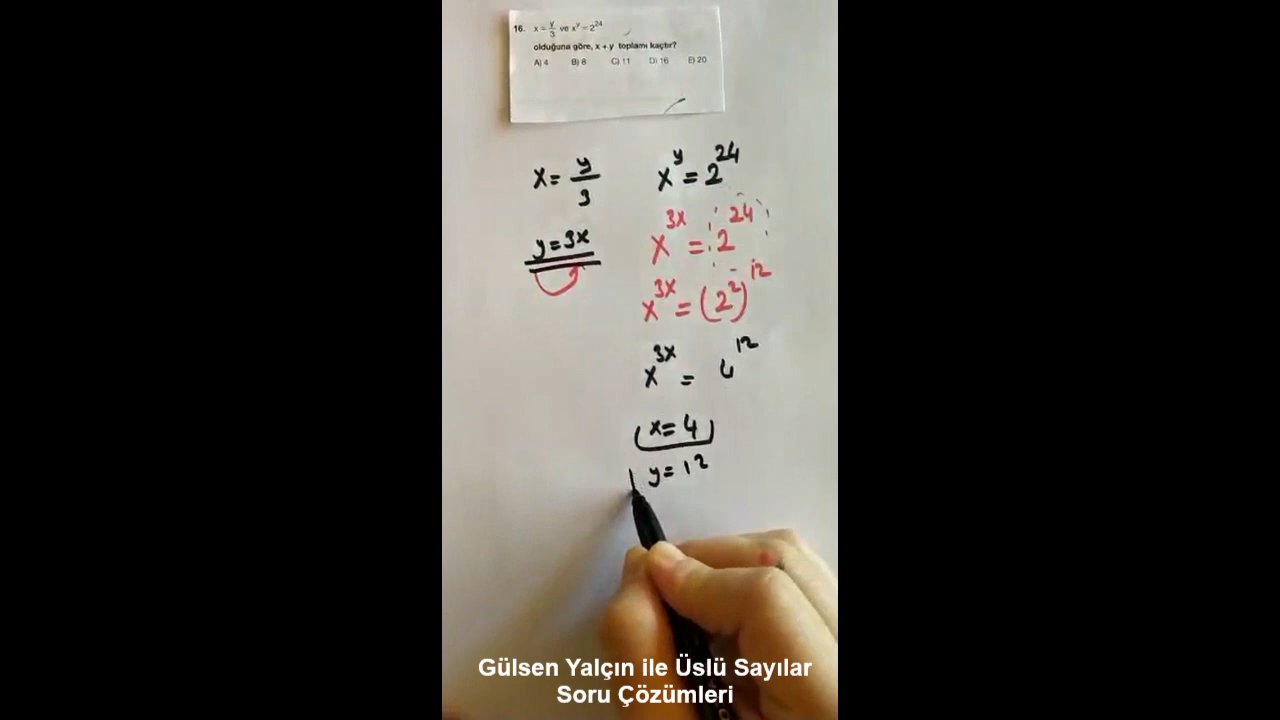 16. x = y/3 ve x^y = 2^24
olduğuna göre, x + y toplamı kaçtır?
A) 4 B) 8 C) 11 D) 16 E) 20
x = y/3
y = 3x
x^y = 2^24
x^3x = 2^24
x^3x = (2^2)^12
x^3x = 4^12
x = 4
y = 12
Gülsen Yalçın ile Üslü Sayılar
Soru Çözümleri